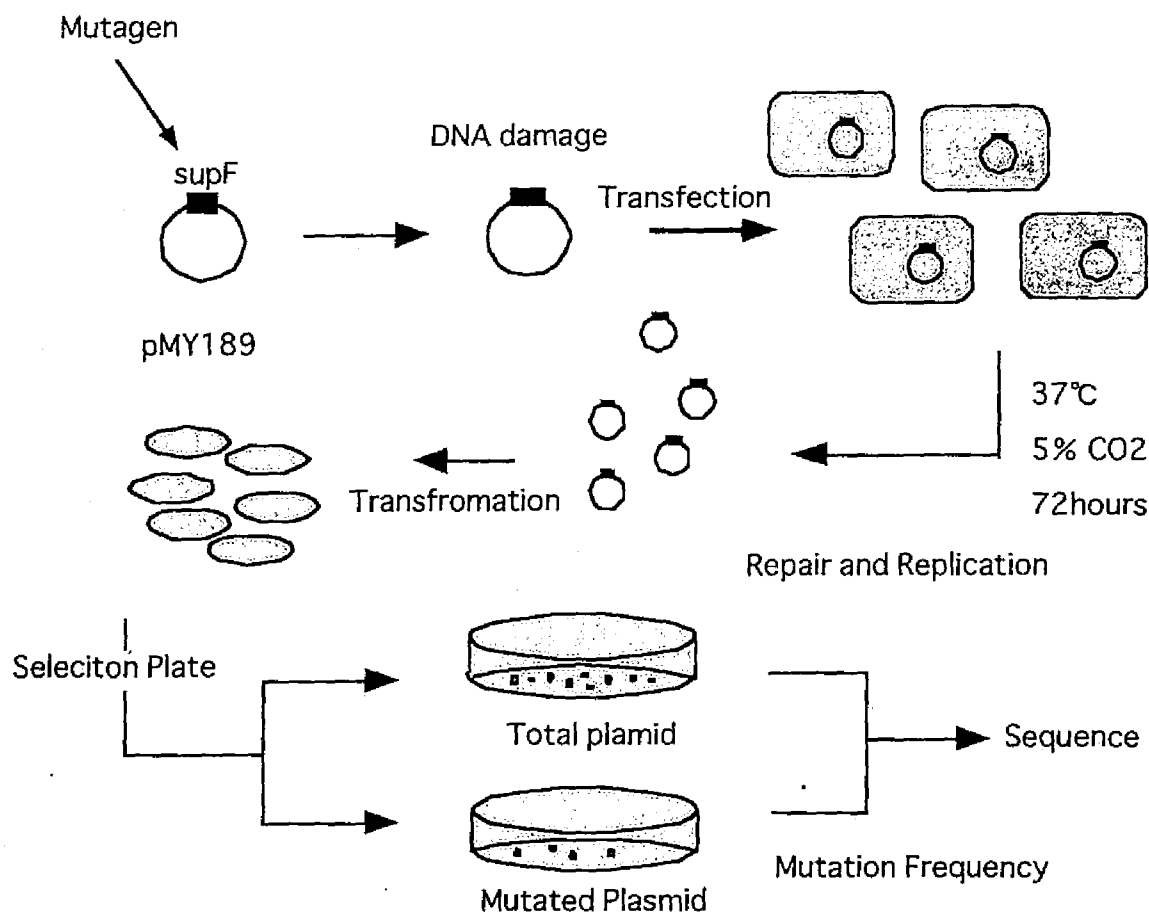 Mutagen
supF
DNA damage
Transfection
pMY189
37℃
5% CO2
72hours
Transfromation
Repair and Replication
Seleciton Plate
Total plamid
Sequence
Mutation Frequency
Mutated Plasmid